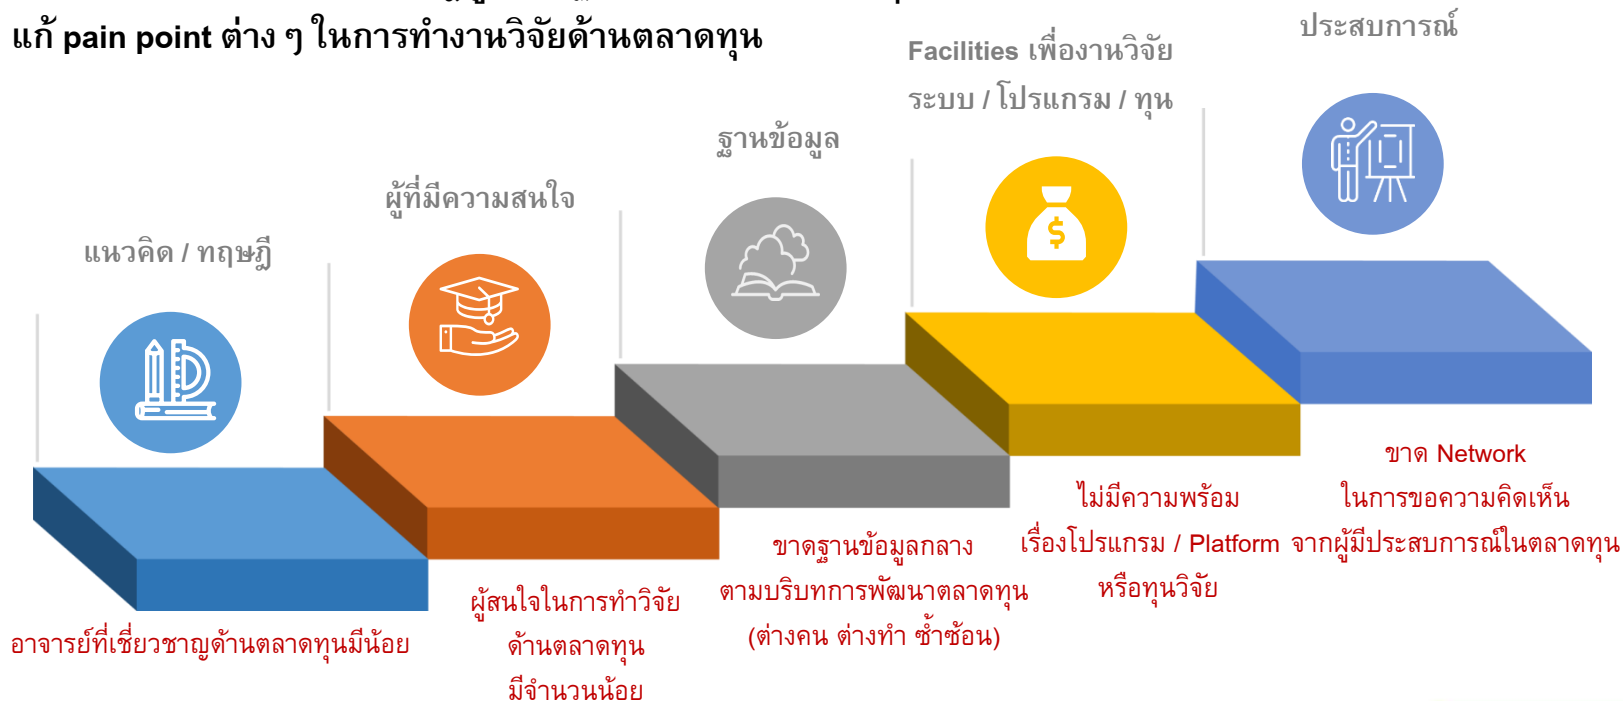 แก้ pain point ต่าง ๆ ในการทำงานวิจัยด้านตลาดทุน
แนวคิด / ทฤษฎี
อาจารย์ที่เชี่ยวชาญด้านตลาดทุนมีน้อย
ผู้ที่มีความสนใจ
ผู้สนใจในการทำวิจัย
ด้านตลาดทุน
มีจำนวนน้อย
ฐานข้อมูล
ขาดฐานข้อมูลกลาง
ตามบริบทการพัฒนาตลาดทุน
(ต่างคน ต่างทำ ซ้ำซ้อน)
Facilities เพื่องานวิจัย
ระบบ / โปรแกรม / ทุน
$
ไม่มีความพร้อม
เรื่องโปรแกรม / Platform
หรือทุนวิจัย
ประสบการณ์
ขาด Network
ในการขอความคิดเห็น
จากผู้มีประสบการณ์ในตลาดทุน